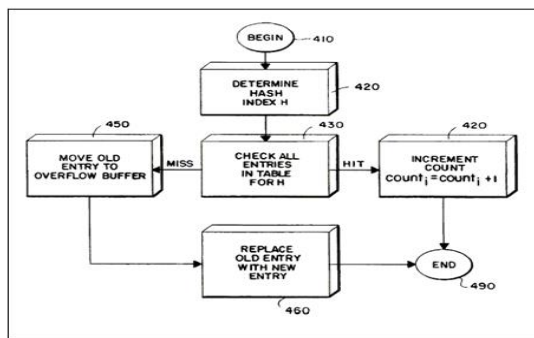 BEGIN
410
DETERMINE
HASH
INDEX H
420
450
MOVE OLD
ENTRY TO
OVERFLOW BUFFER
MISS
430
CHECK ALL
ENTRIES
IN TABLE
FOR H
HIT
420
INCREMENT
COUNT
COUNTi = COUNTi + 1
REPLACE
OLD ENTRY
WITH NEW
ENTRY
460
END
490